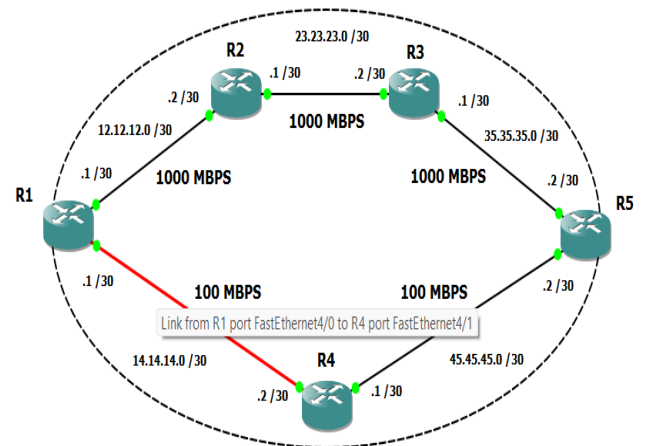 23.23.23.0 /30
R2
R3
.1 /30
.2 /30
.2 /30
.1 /30
1000 MBPS
12.12.12.0 /30
35.35.35.0 /30
.1 /30
1000 MBPS
1000 MBPS
.2 /30
R1
R5
.1 /30
.2 /30
100 MBPS
100 MBPS
Link from R1 port FastEthernet4/0 to R4 port FastEthernet4/1
14.14.14.0 /30
R4
45.45.45.0 /30
.2 /30
.1 /30